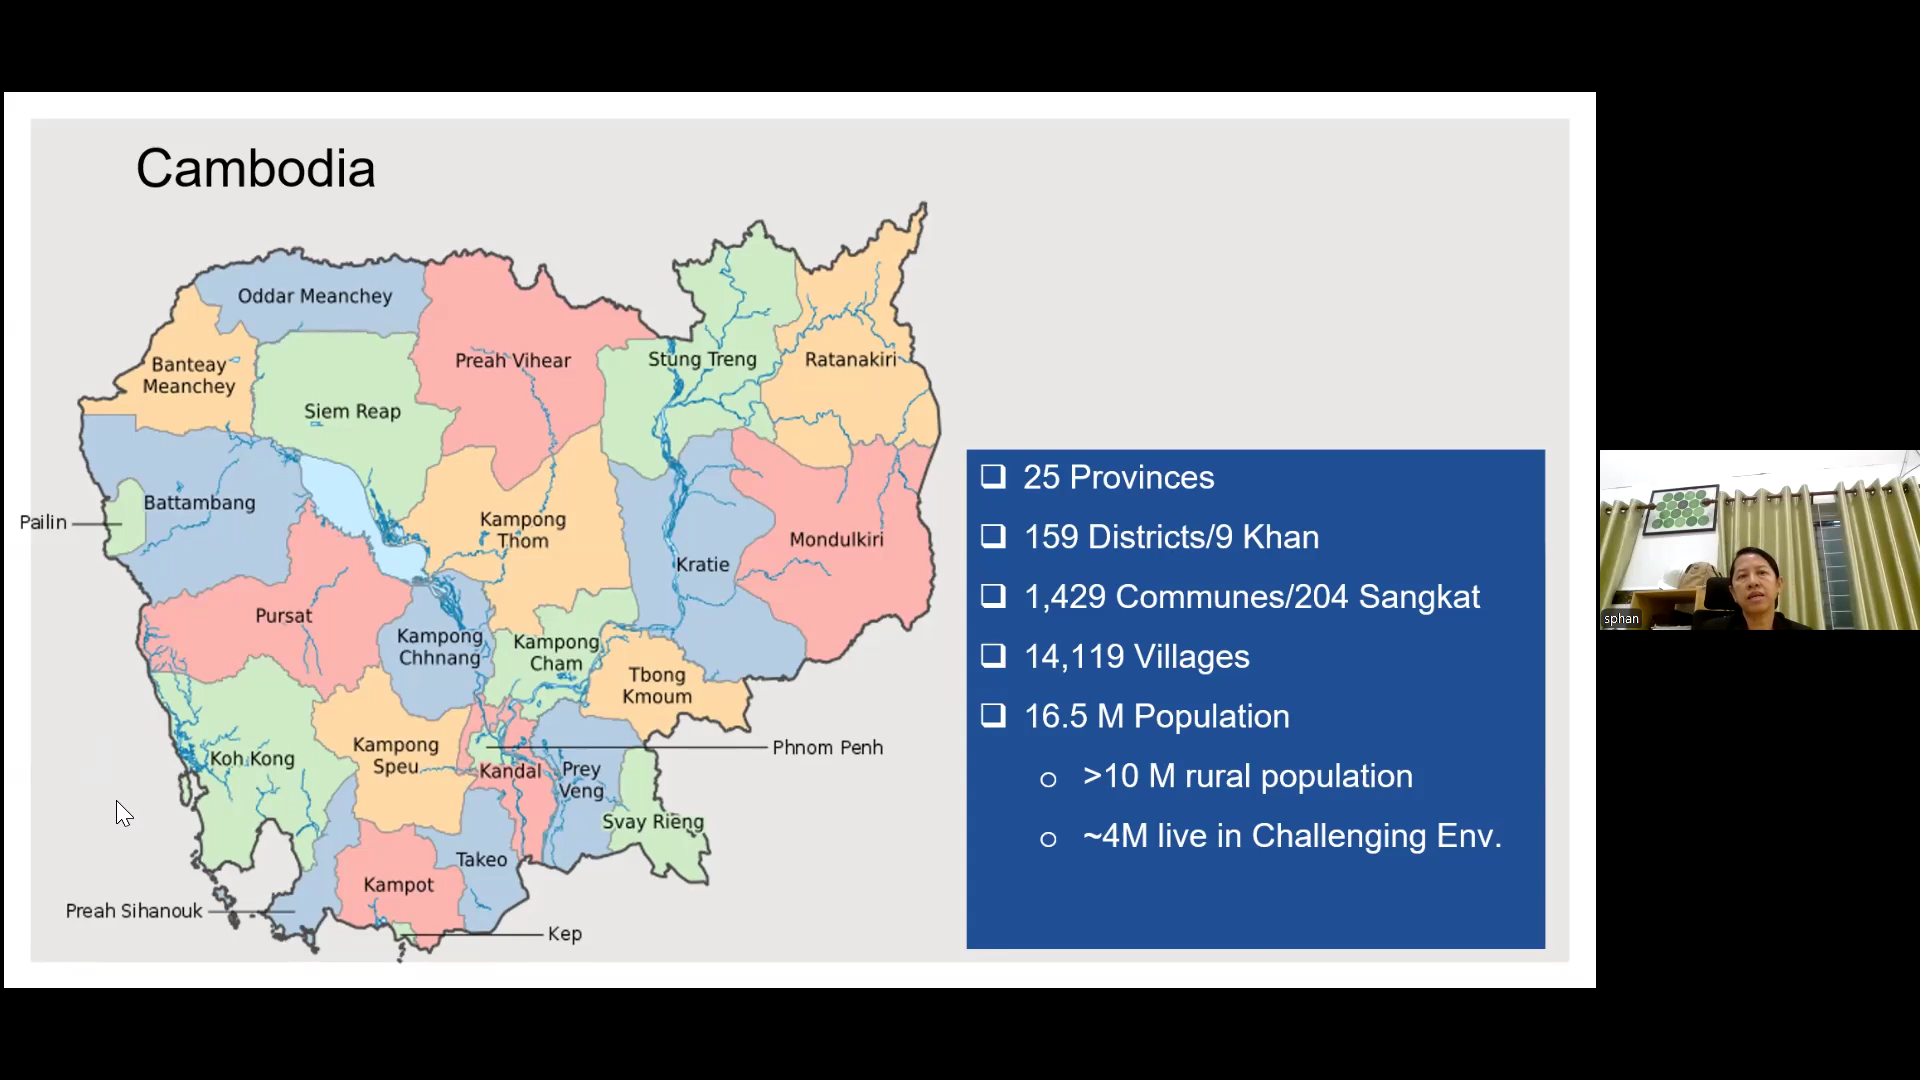 Cambodia
Oddar Meanchey
Banteay
Meanchey
Siem Reap
Preah Vihear
Stung Treng
Ratanakiri
Battambang
Pailin
Kampong
Thom
Kratie
Mondulkiri
Pursat
Kampong
Chhnang
Kampong
Cham
Tbong
Kmoum
Koh Kong
Kampong
Speu
Kandal
Prey
Veng
Phnom Penh
Svay Rieng
Takeo
Kampot
Preah Sihanouk
Kep
25 Provinces
159 Districts/9 Khan
1,429 Communes/204 Sangkat
14,119 Villages
16.5 M Population
>10 M rural population
~4M live in Challenging Env.
sphan